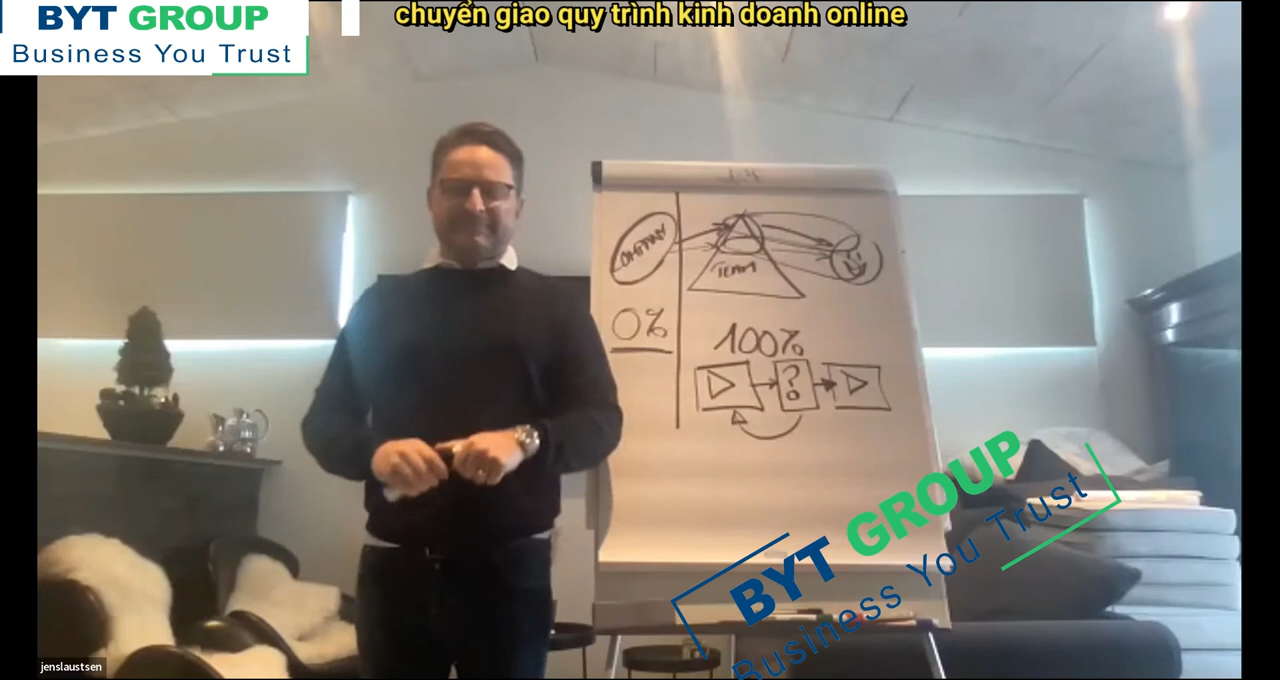 BYT GROUP
Business You Trust
chuyển giao quy trình kinh doanh online
COMPANY
TEAM
0%
100%
?
BYT GROUP
Business You Trust
jenslaustsen